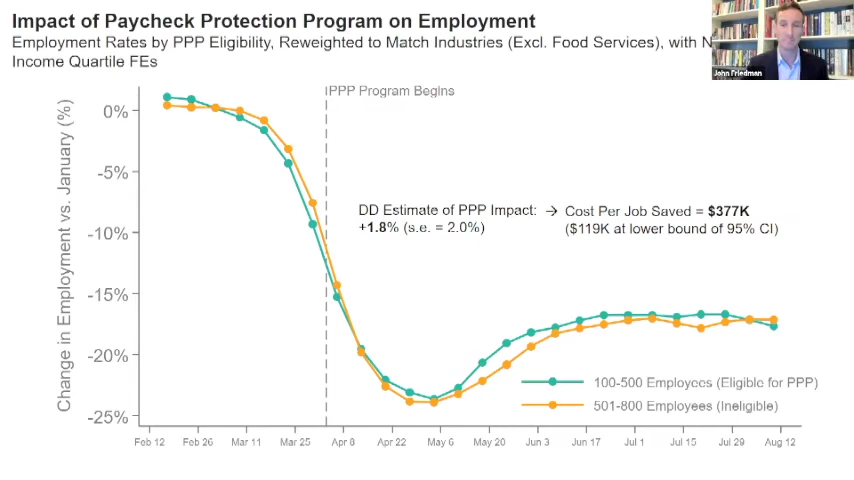 Impact of Paycheck Protection Program on Employment
Employment Rates by PPP Eligibility, Reweighted to Match Industries (Excl. Food Services), with
Income Quartile FEs
John Friedman
PPP Program Begins
Change in Employment vs. January (%)
0%
-5%
-10%
-15%
-20%
-25%
DD Estimate of PPP Impact: → Cost Per Job Saved = $377K
+1.8% (s.e. = 2.0%) ($119K at lower bound of 95% CI)
100-500 Employees (Eligible for PPP)
501-800 Employees (Ineligible)
Feb 12 Feb 26 Mar 11 Mar 25 Apr 8 Apr 22 May 6 May 20 Jun 3 Jun 17 Jul 1 Jul 15 Jul 29 Aug 12